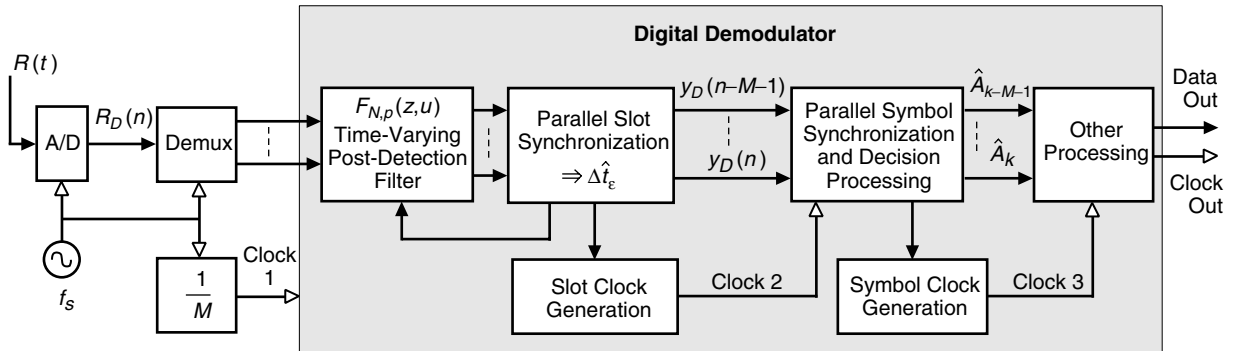 Digital Demodulator
R(t)
A/D
R_D(n)
Demux
f_s
1/M
Clock
1
F_{N,p}(z,u)
Time-Varying
Post-Detection
Filter
Parallel Slot
Synchronization
⇒ Δt̂_ε
y_D(n–M–1)
y_D(n)
Slot Clock
Generation
Clock 2
Parallel Symbol
Synchronization
and Decision
Processing
Â_{k–M–1}
Â_k
Symbol Clock
Generation
Clock 3
Other
Processing
Data
Out
Clock
Out